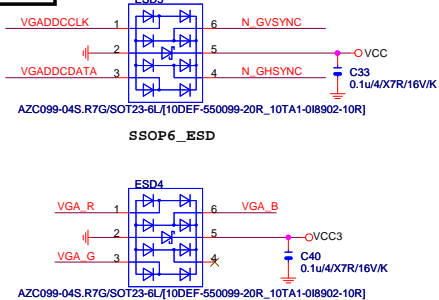 VGADDCCLK 1 6 N_GVSYNC
2 5 VCC
VGADDCDATA 3 4 N_GHSYNC
C33
0.1u/4/X7R/16V/K
AZC099-04S.R7G/SOT23-6L/[10DEF-550099-20R_10TA1-0I8902-10R]
SSOP6_ESD
ESD4
VGA_R 1 6 VGA_B
2 5 VCC3
VGA_G 3 4
C40
0.1u/4/X7R/16V/K
AZC099-04S.R7G/SOT23-6L/[10DEF-550099-20R_10TA1-0I8902-10R]